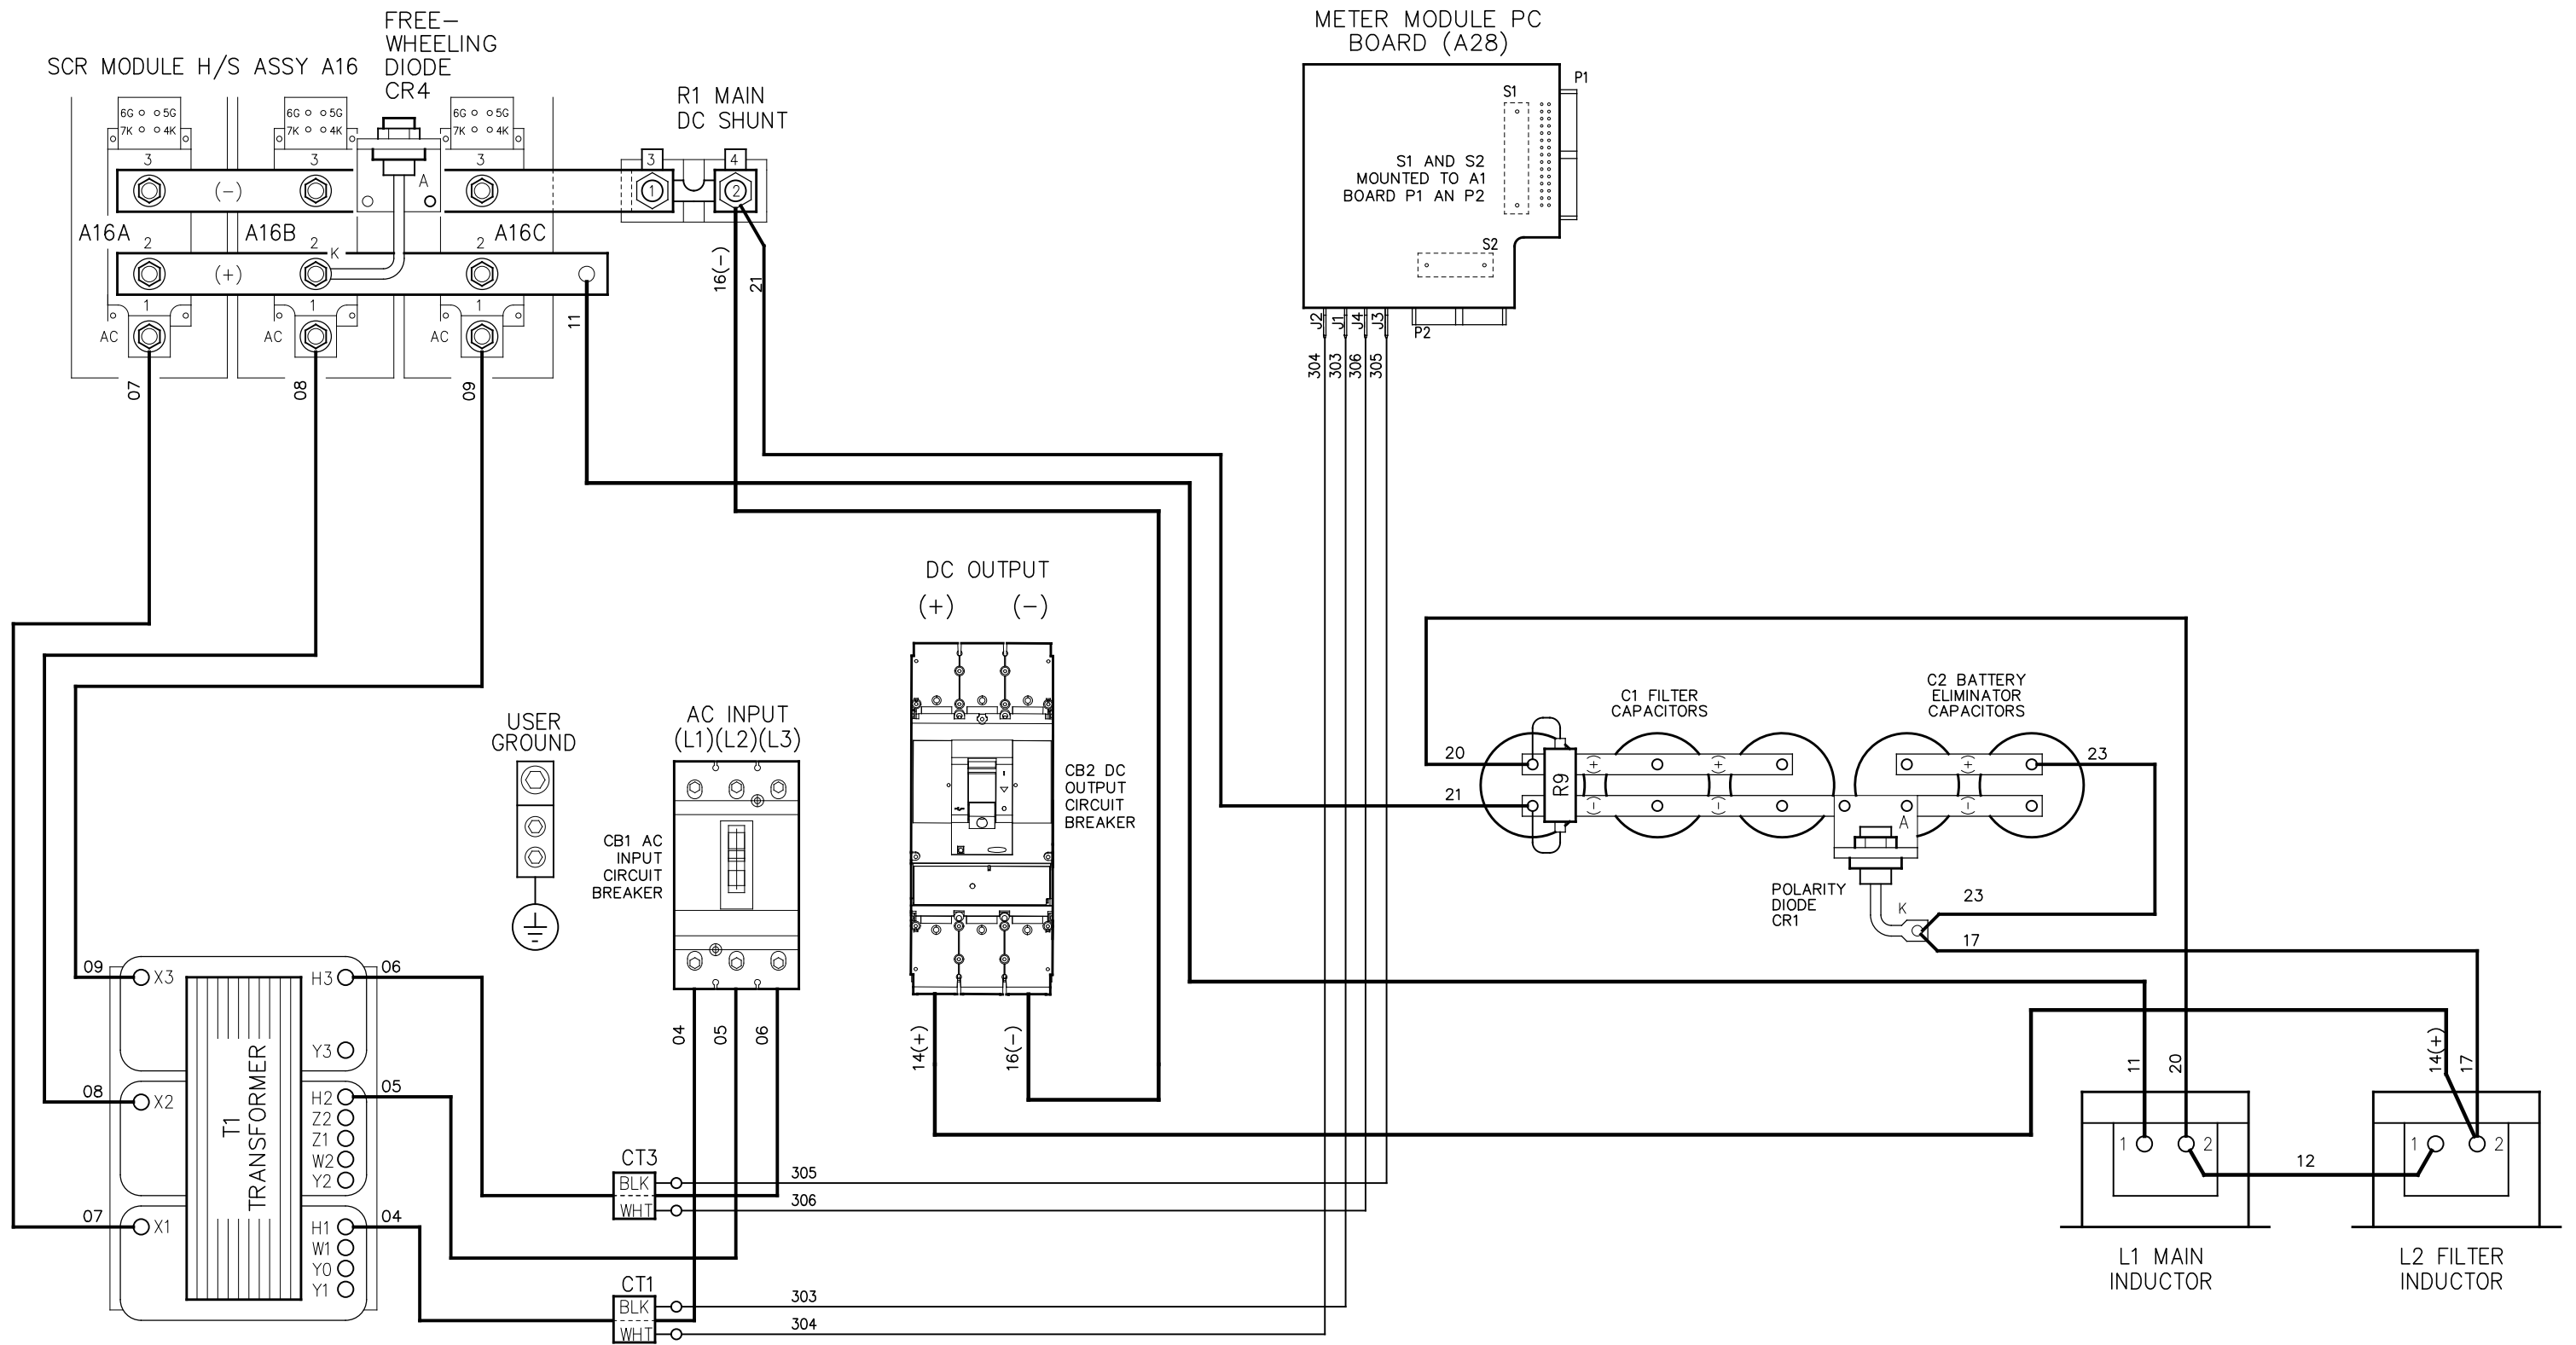 FREE-
WHEELING
DIODE
CR4
SCR MODULE H/S ASSY A16
R1 MAIN
DC SHUNT
METER MODULE PC
BOARD (A28)
6G 5G
7K 4K
6G 5G
7K 4K
6G 5G
7K 4K
3
3
3
(-)
A
3
4
1
2
A16A
A16B
A16C
2
2
2
K
(+)
1
1
1
AC
AC
AC
07
08
09
11
16(-)
21
P1
S1
S1 AND S2
MOUNTED TO A1
BOARD P1 AN P2
S2
P2
J2
J1
J4
J3
304
303
306
305
DC OUTPUT
(+)
(-)
CB2 DC
OUTPUT
CIRCUIT
BREAKER
14(+)
16(-)
USER
GROUND
AC INPUT
(L1)(L2)(L3)
CB1 AC
INPUT
CIRCUIT
BREAKER
04
05
06
C1 FILTER
CAPACITORS
C2 BATTERY
ELIMINATOR
CAPACITORS
20
21
R9
(+)
(+)
(+)
(-)
(-)
(-)
23
A
POLARITY
DIODE
CR1
K
23
17
09
X3
08
X2
07
X1
T1
TRANSFORMER
H3
06
Y3
H2
05
Z2
Z1
W2
Y2
H1
04
W1
Y0
Y1
CT3
BLK
WHT
305
306
CT1
BLK
WHT
303
304
11
20
14(+)
17
1
2
12
1
2
L1 MAIN
INDUCTOR
L2 FILTER
INDUCTOR